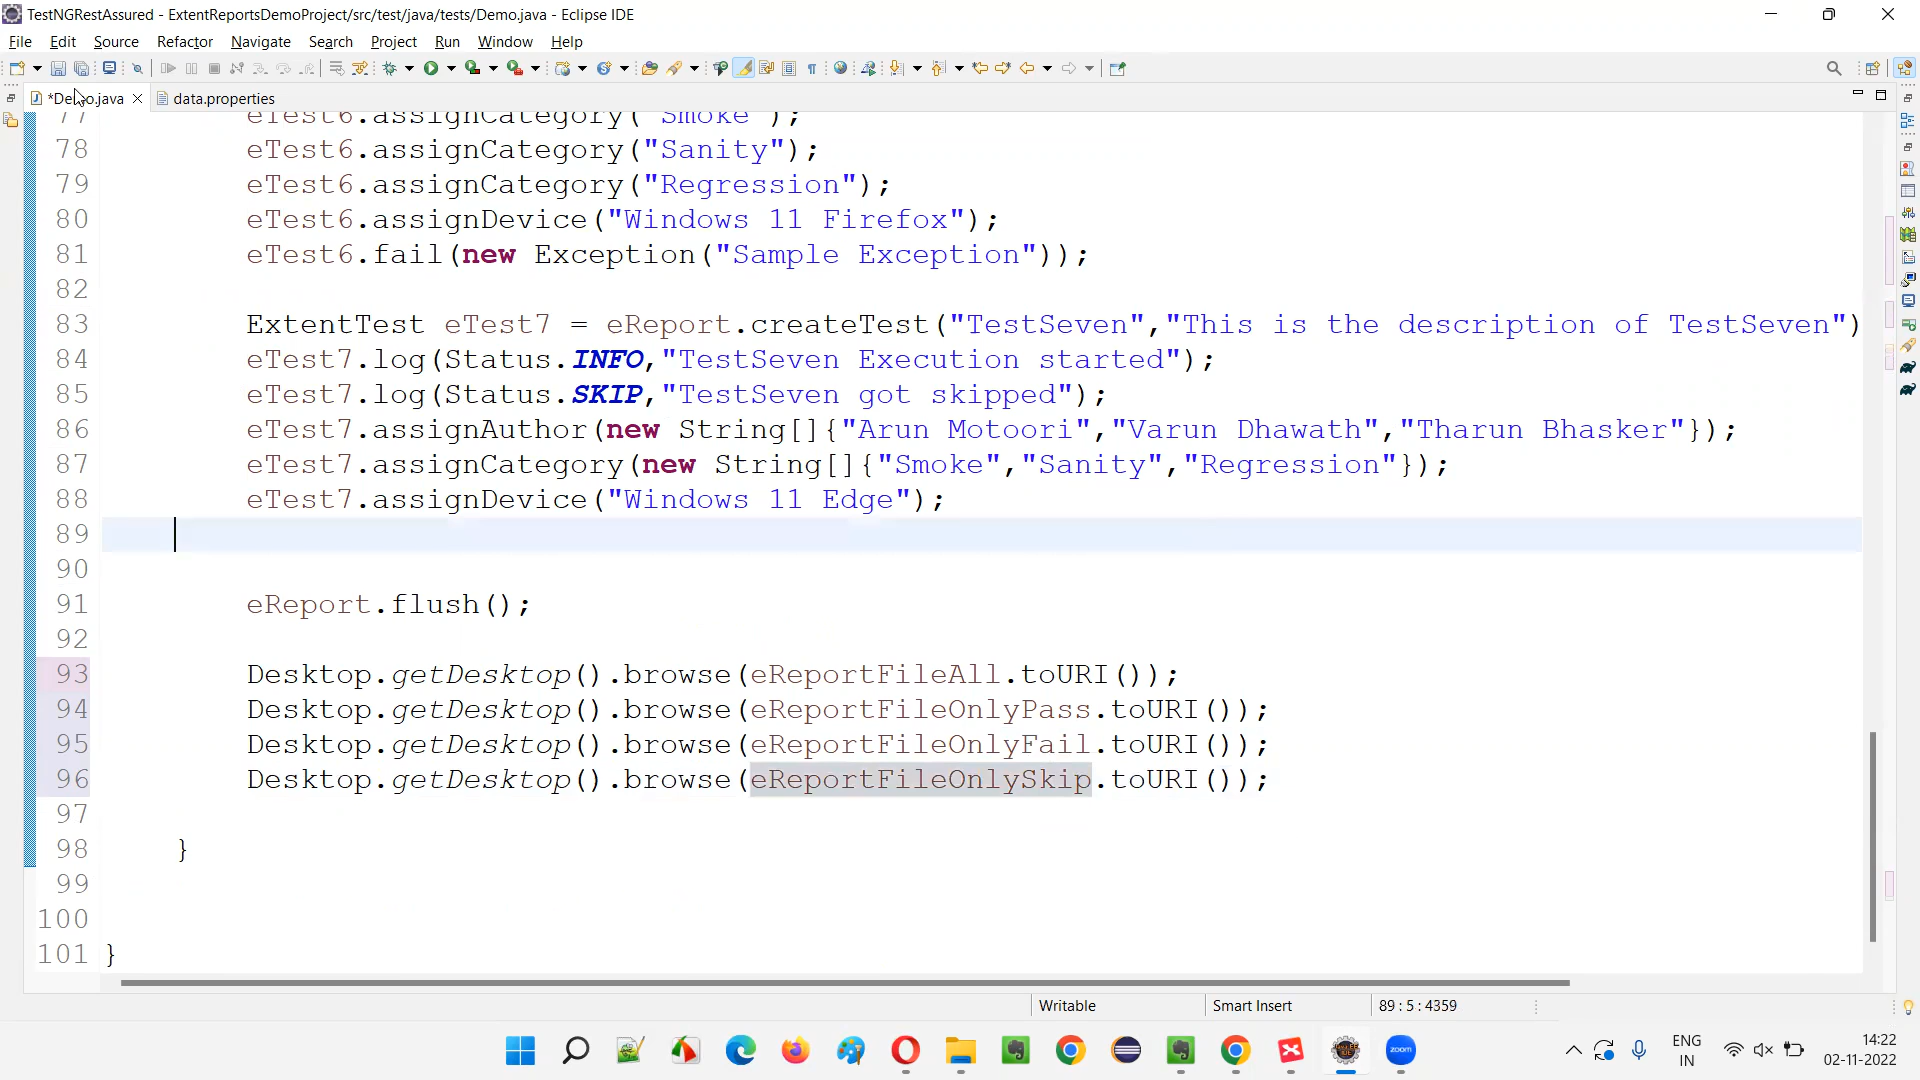 TestNGRestAssured - ExtentReportsDemoProject/src/test/java/tests/Demo.java - Eclipse IDE
File Edit Source Refactor Navigate Search Project Run Window Help
*Demo.java data.properties
77 eTest6.assignCategory("Smoke");
78 eTest6.assignCategory("Sanity");
79 eTest6.assignCategory("Regression");
80 eTest6.assignDevice("Windows 11 Firefox");
81 eTest6.fail(new Exception("Sample Exception"));
82
83 ExtentTest eTest7 = eReport.createTest("TestSeven","This is the description of TestSeven")
84 eTest7.log(Status.INFO,"TestSeven Execution started");
85 eTest7.log(Status.SKIP,"TestSeven got skipped");
86 eTest7.assignAuthor(new String[]{"Arun Motoori","Varun Dhawath","Tharun Bhasker"});
87 eTest7.assignCategory(new String[]{"Smoke","Sanity","Regression"});
88 eTest7.assignDevice("Windows 11 Edge");
89
90
91 eReport.flush();
92
93 Desktop.getDesktop().browse(eReportFileAll.toURI());
94 Desktop.getDesktop().browse(eReportFileOnlyPass.toURI());
95 Desktop.getDesktop().browse(eReportFileOnlyFail.toURI());
96 Desktop.getDesktop().browse(eReportFileOnlySkip.toURI());
97
98 }
99
100
101 }
Writable Smart Insert 89 : 5 : 4359
zoom
ENG 14:22
IN 02-11-2022